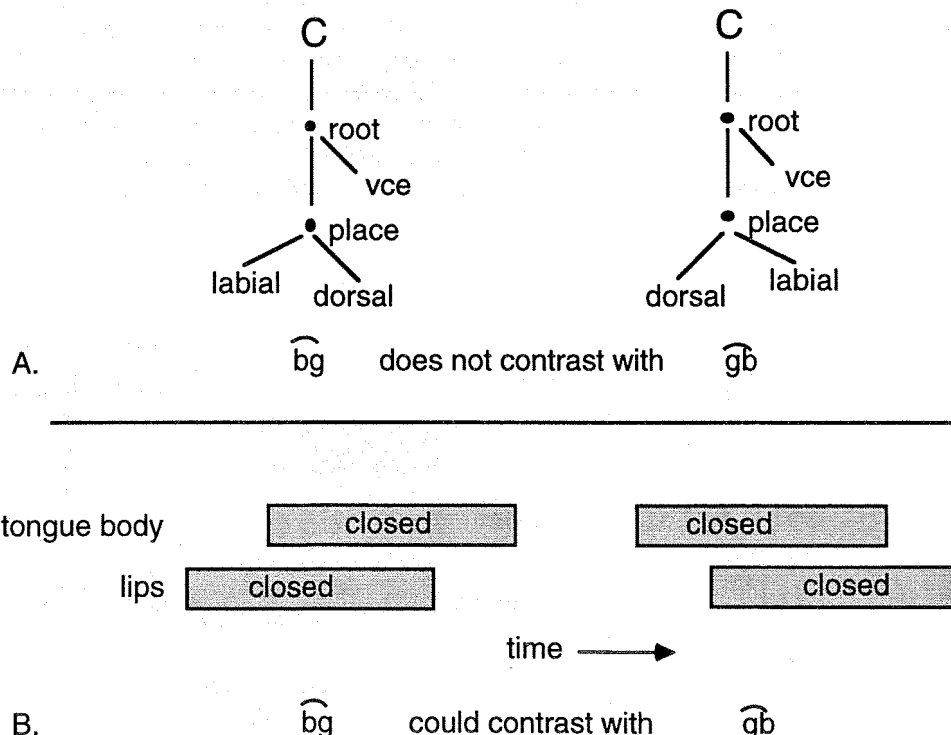 C C
root root
vce vce
place place
labial dorsal dorsal labial
A. b͡g does not contrast with g͡b
tongue body closed closed
lips closed closed
time
B. b͡g could contrast with g͡b